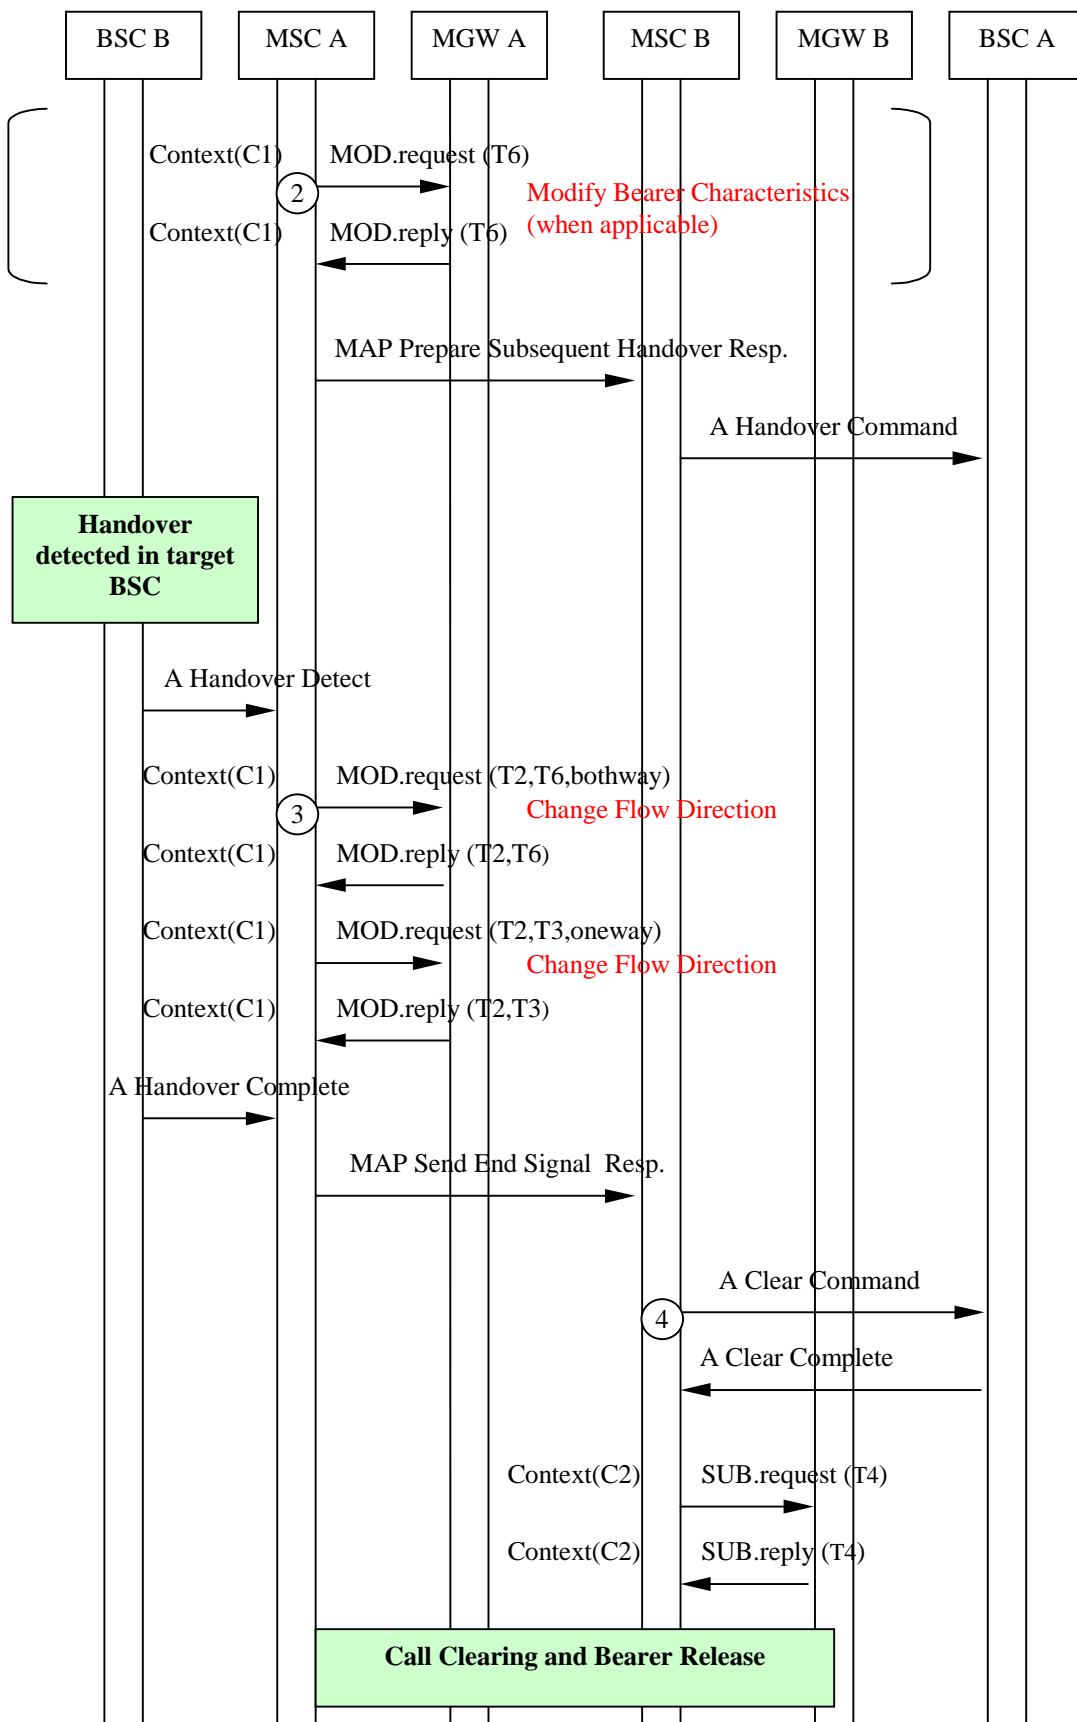 BSC B MSC A MGW A MSC B MGW B BSC A
Context(C1) MOD.request (T6)
2
Modify Bearer Characteristics
(when applicable)
Context(C1) MOD.reply (T6)
MAP Prepare Subsequent Handover Resp.
A Handover Command
Handover
detected in target
BSC
A Handover Detect
Context(C1) MOD.request (T2,T6,bothway)
3
Change Flow Direction
Context(C1) MOD.reply (T2,T6)
Context(C1) MOD.request (T2,T3,oneway)
Change Flow Direction
Context(C1) MOD.reply (T2,T3)
A Handover Complete
MAP Send End Signal Resp.
A Clear Command
4
A Clear Complete
Context(C2) SUB.request (T4)
Context(C2) SUB.reply (T4)
Call Clearing and Bearer Release